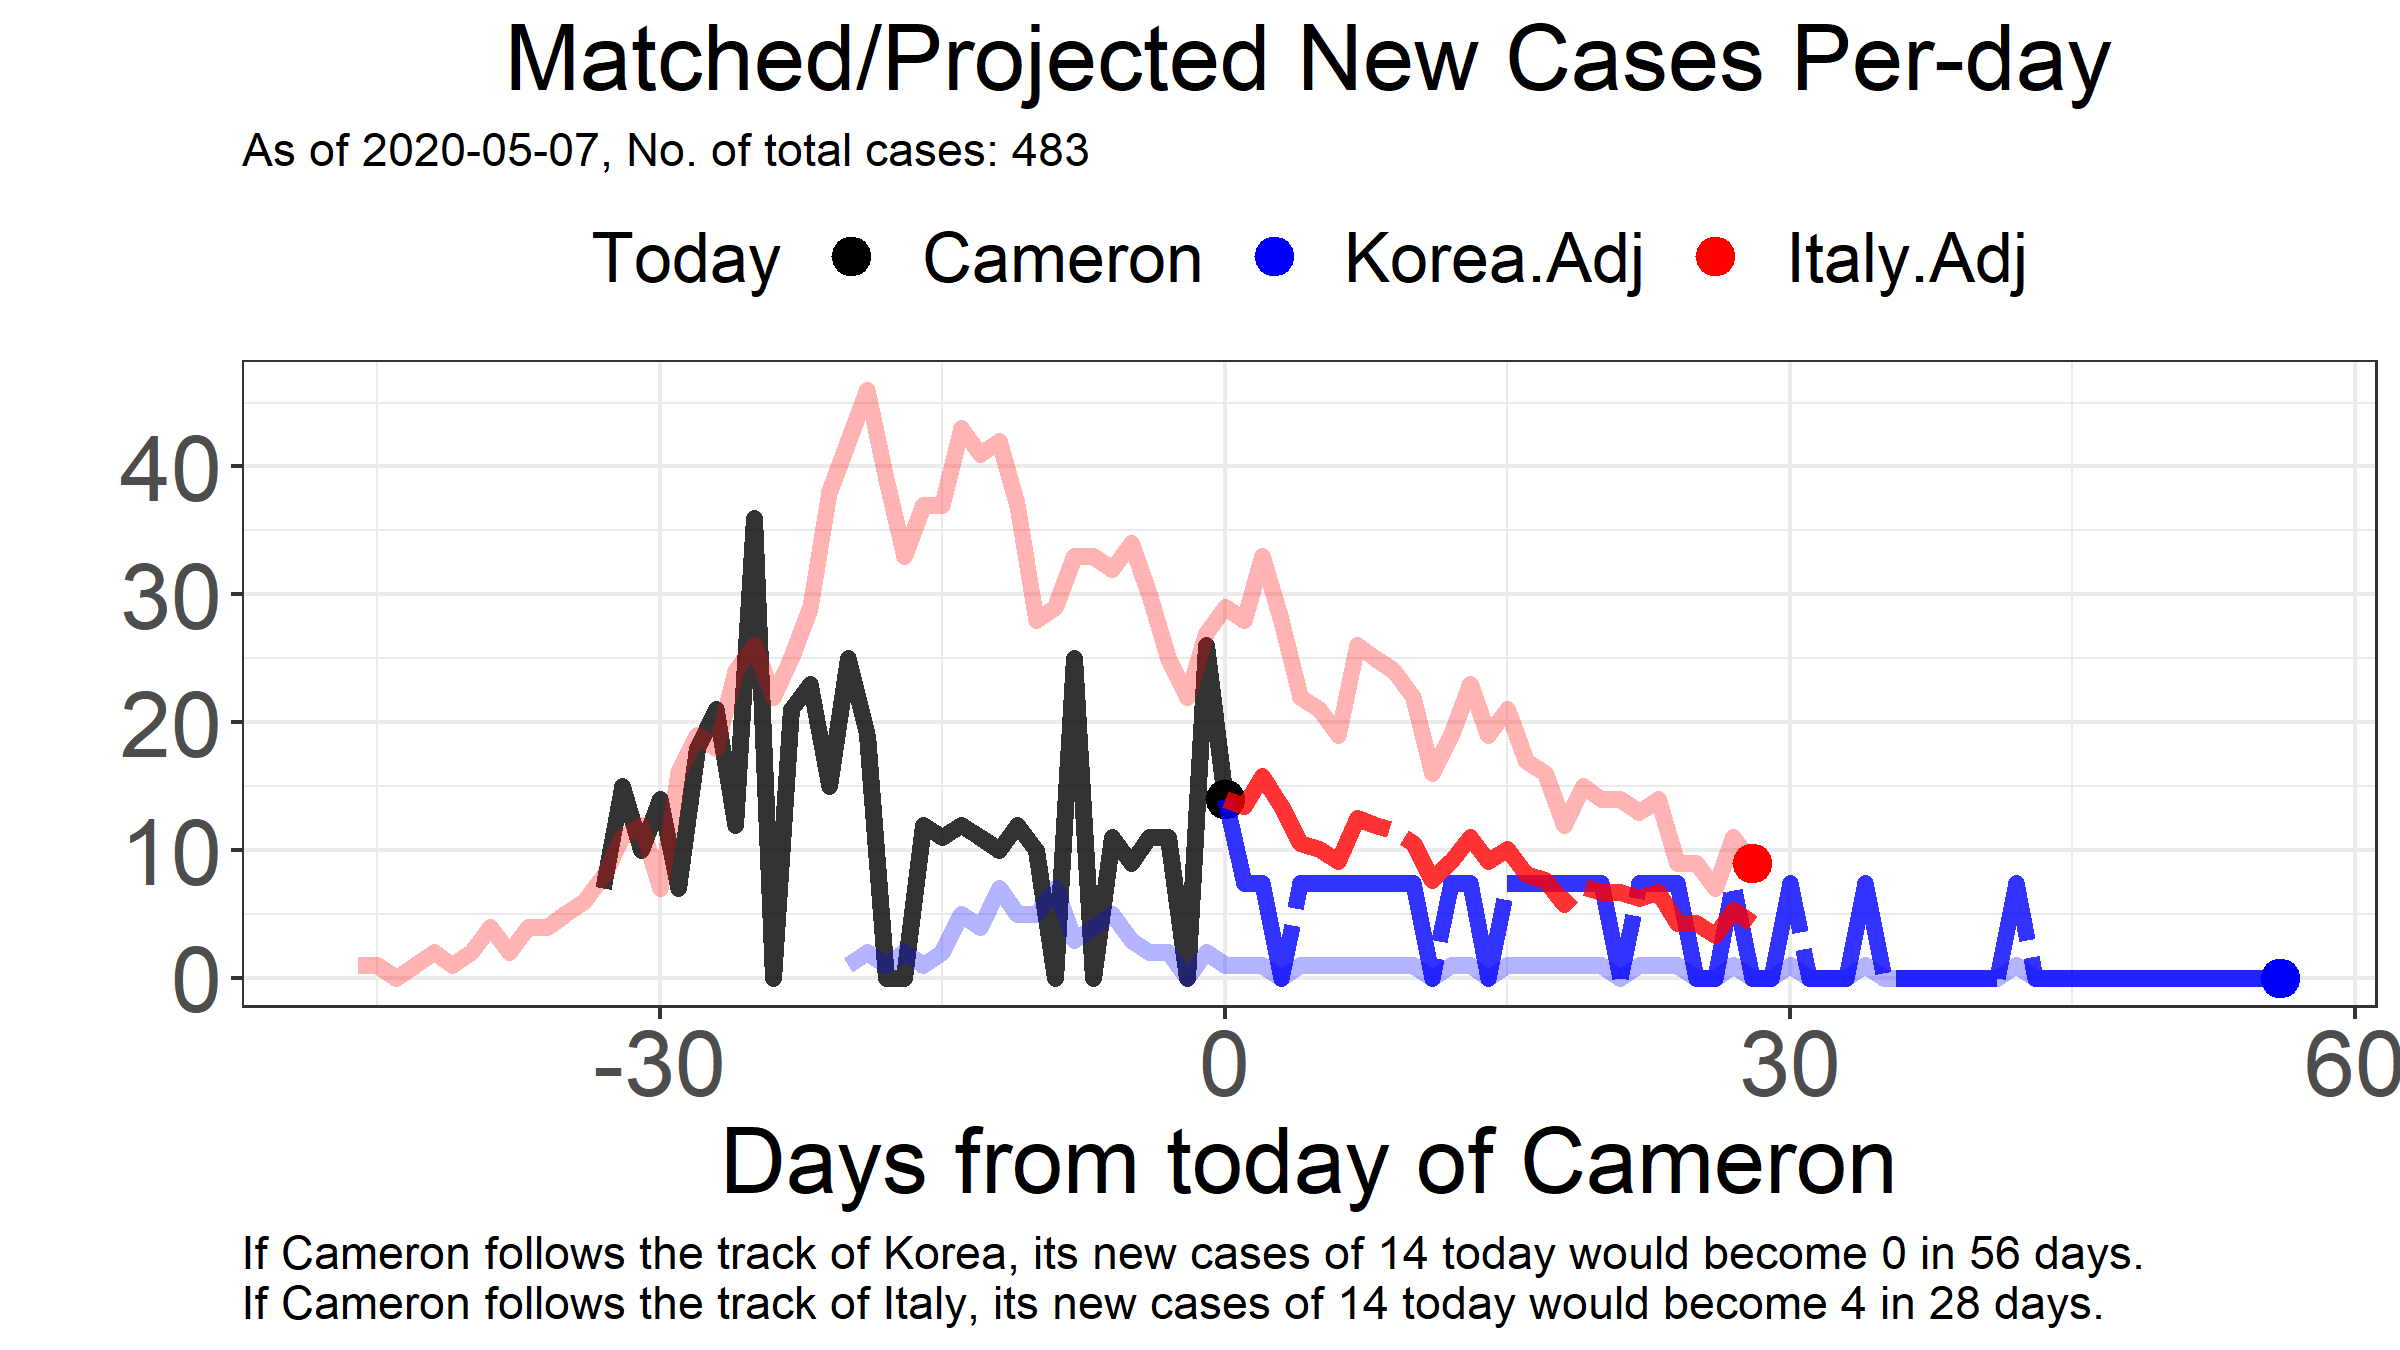 Matched/Projected New Cases Per-day
As of 2020-05-07, No. of total cases: 483
Today Cameron Korea.Adj Italy.Adj
40
30
20
10
0
-30 0 30 60
Days from today of Cameron
If Cameron follows the track of Korea, its new cases of 14 today would become 0 in 56 days.
If Cameron follows the track of Italy, its new cases of 14 today would become 4 in 28 days.